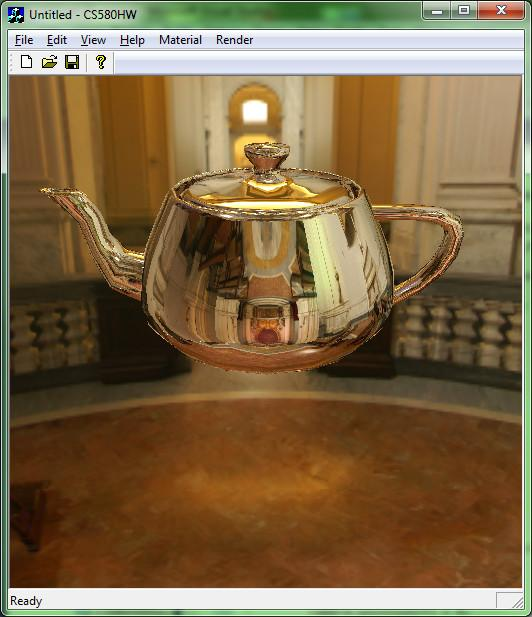 Untitled - CS580HW
File Edit View Help Material Render
Ready